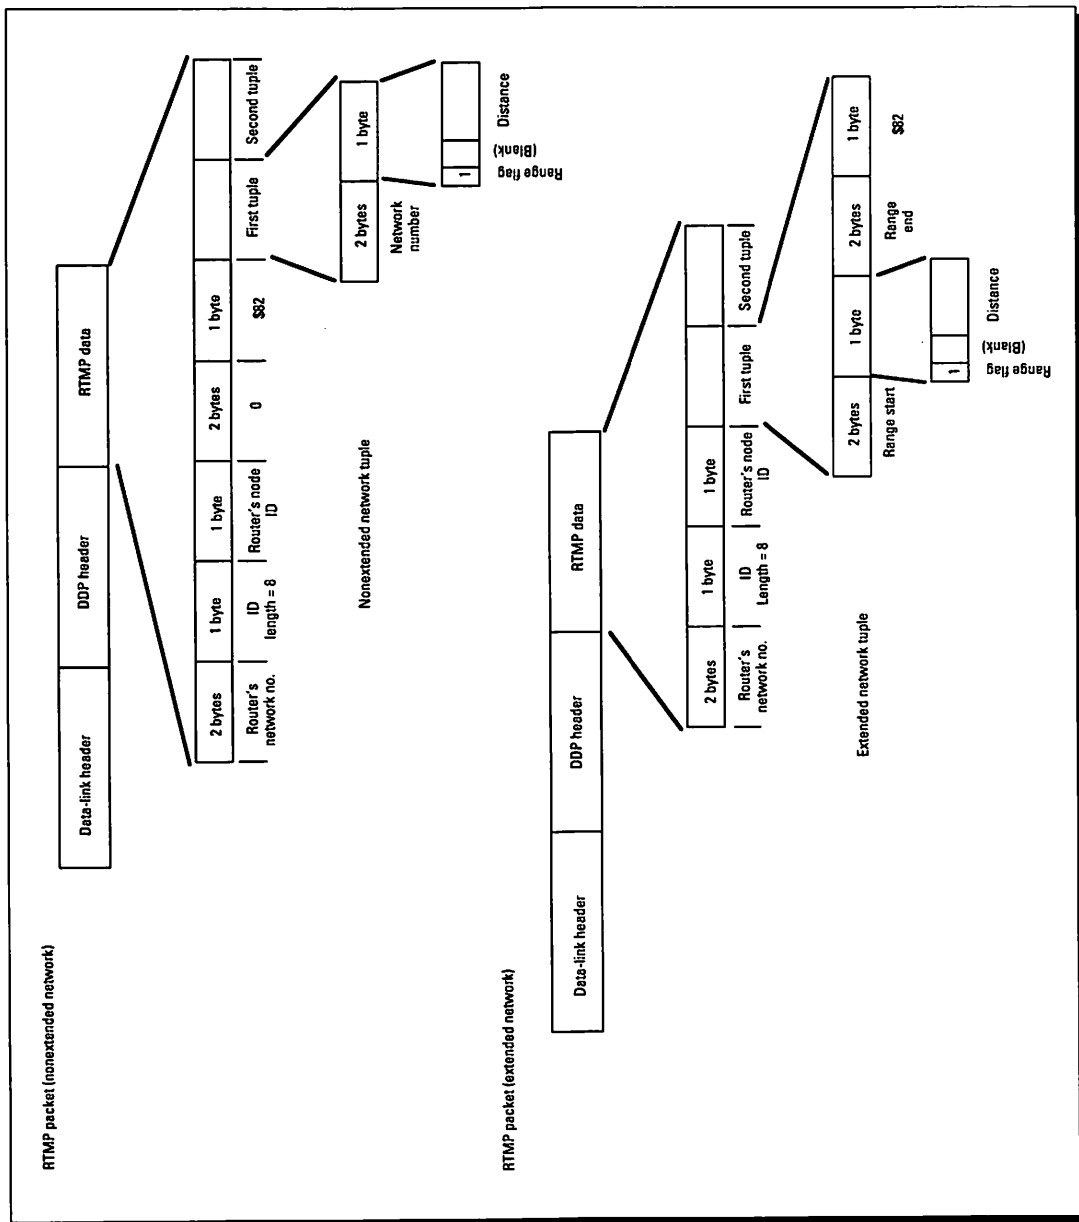 RTMP packet (nonextended network)
Data-link header
DDP header
RTMP data
2 bytes
1 byte
1 byte
2 bytes
1 byte
Router's
network no.
ID
length = 8
Router's node
ID
0
$82
First tuple
Second tuple
2 bytes
1 byte
Network
number
Nonextended network tuple
1
Range flag
(Blank)
Distance
RTMP packet (extended network)
Data-link header
DDP header
RTMP data
2 bytes
1 byte
1 byte
Router's
network no.
ID
Length = 8
Router's node
ID
First tuple
Second tuple
2 bytes
1 byte
2 bytes
1 byte
Range start
Range
end
$82
Extended network tuple
1
Range flag
(Blank)
Distance